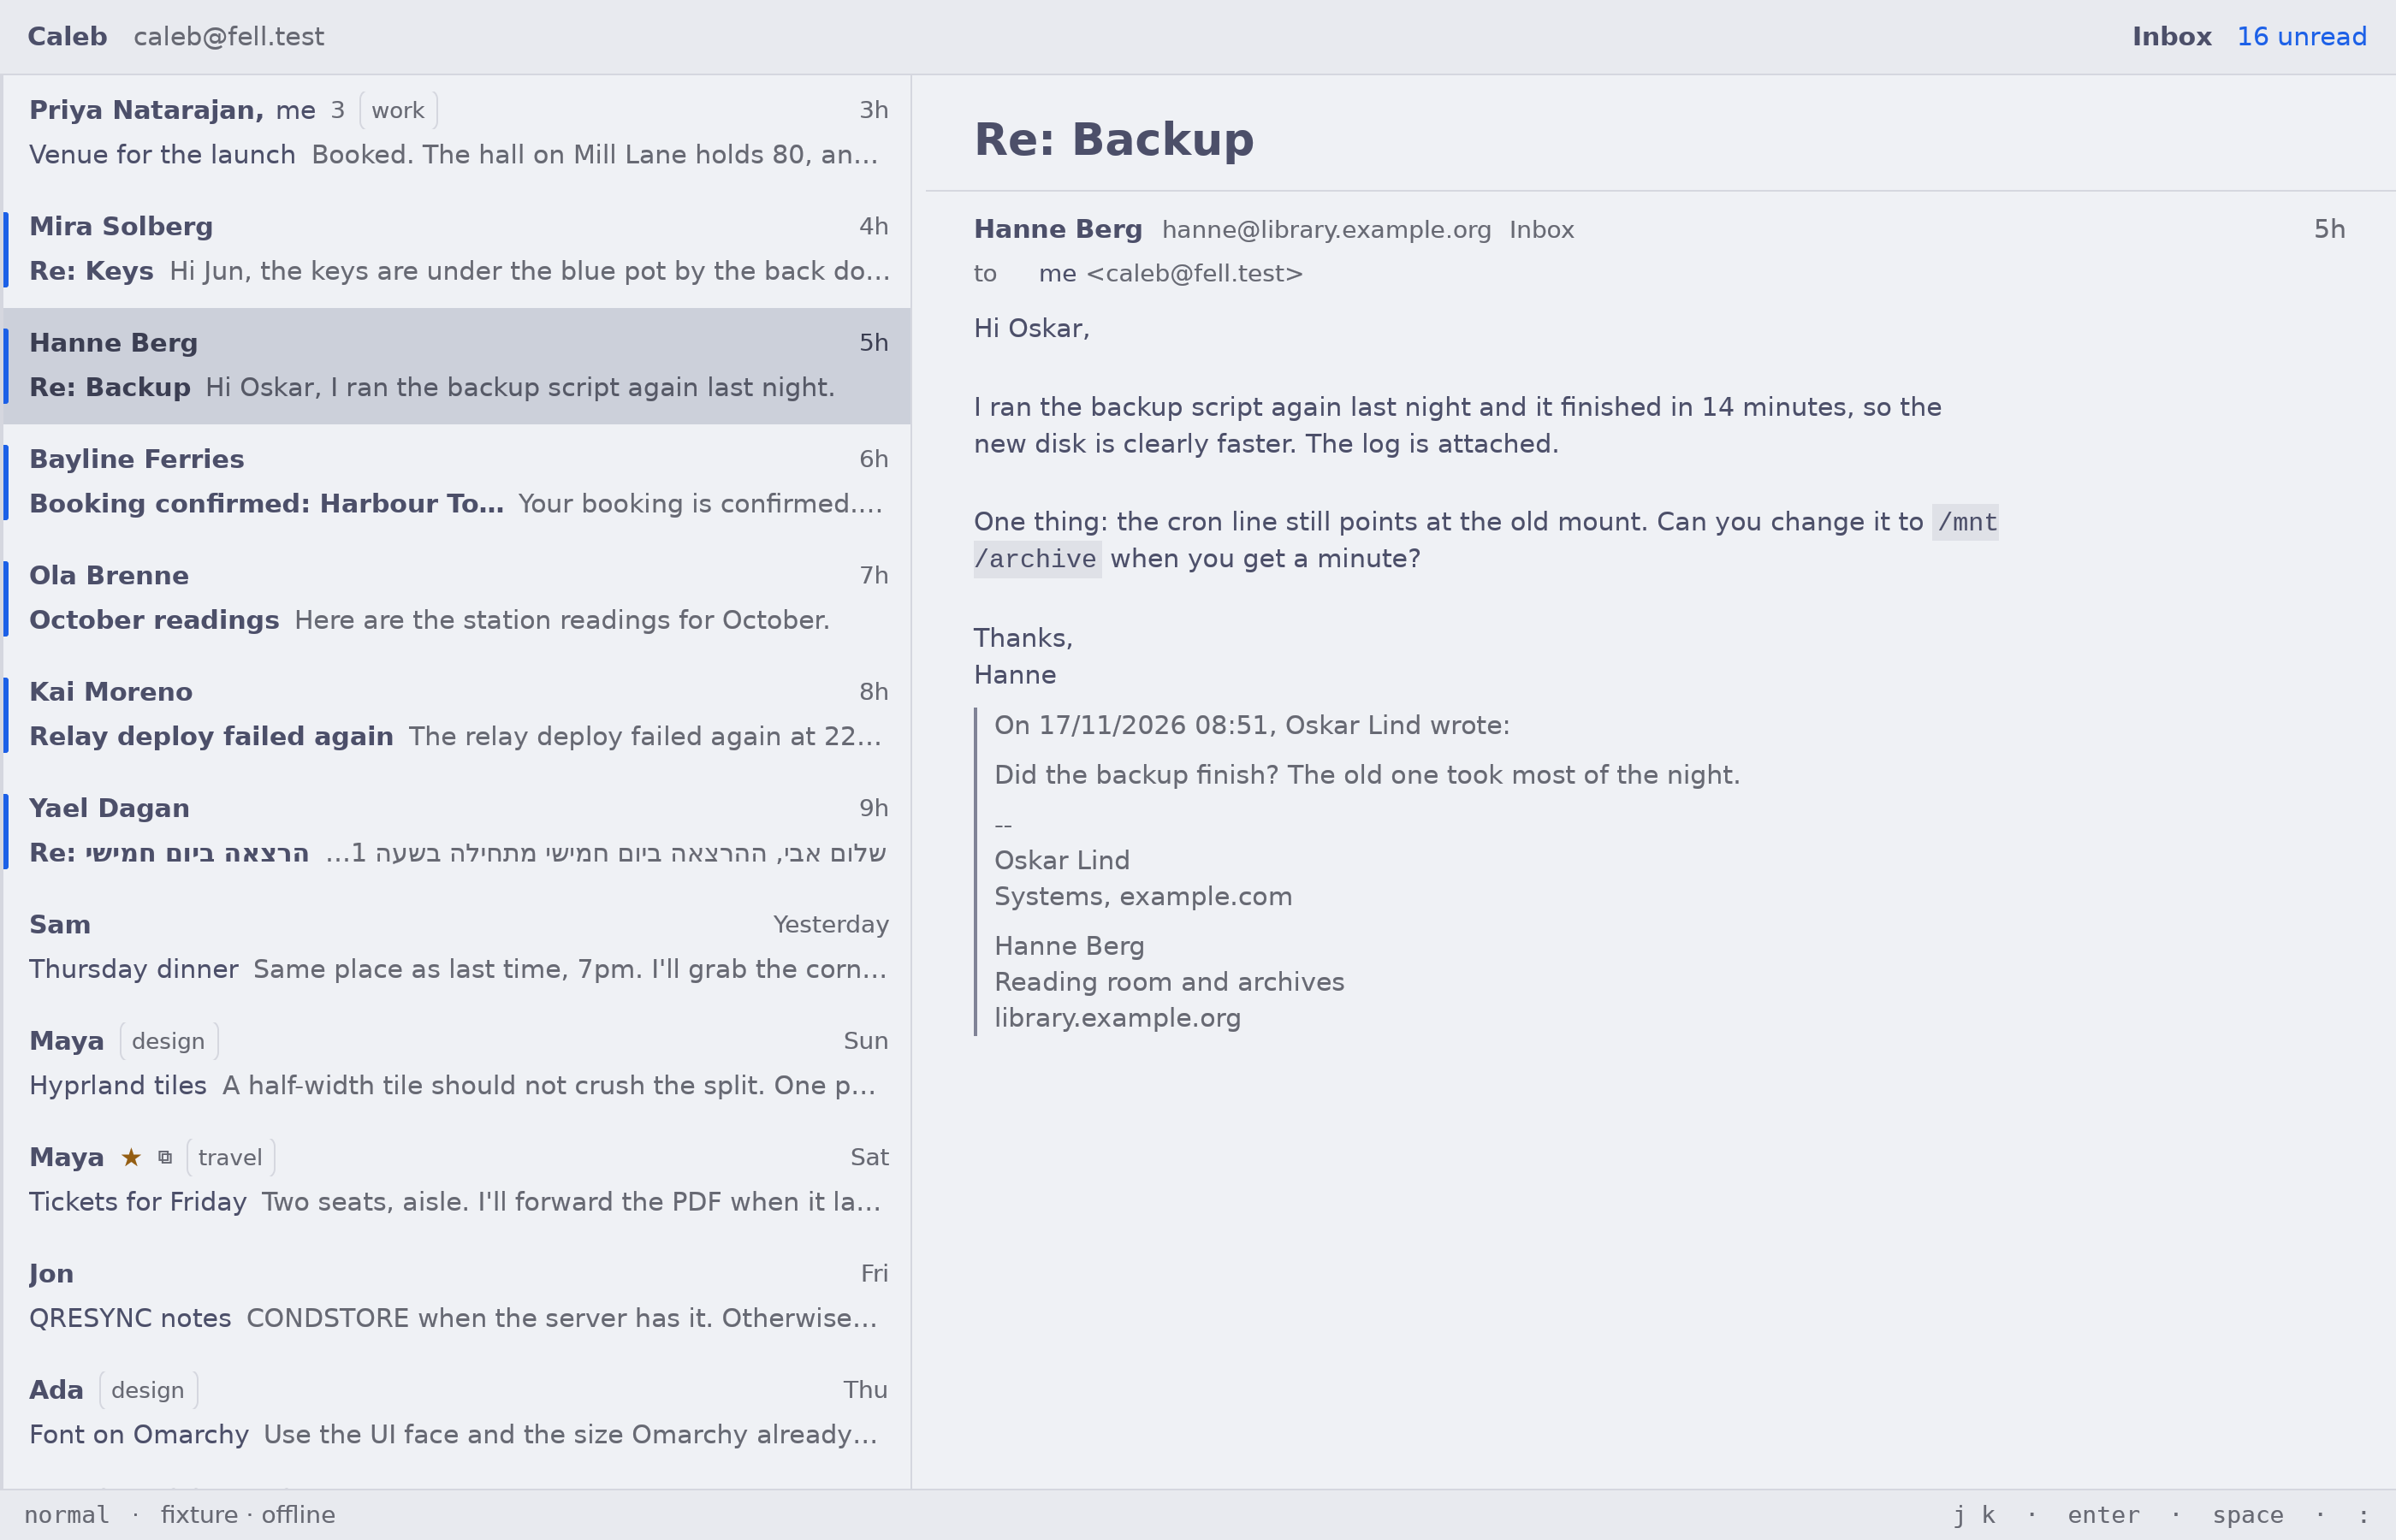 Caleb caleb@fell.test
Inbox 16 unread
Priya Natarajan, me 3 work 3h
Venue for the launch Booked. The hall on Mill Lane holds 80, an…
Mira Solberg 4h
Re: Keys Hi Jun, the keys are under the blue pot by the back do…
Hanne Berg 5h
Re: Backup Hi Oskar, I ran the backup script again last night.
Bayline Ferries 6h
Booking confirmed: Harbour To… Your booking is confirmed.…
Ola Brenne 7h
October readings Here are the station readings for October.
Kai Moreno 8h
Relay deploy failed again The relay deploy failed again at 22…
Yael Dagan 9h
Re: הרצאה ביום חמישי שלום אבי, ההרצאה ביום חמישי מתחילה בשעה 1…
Sam Yesterday
Thursday dinner Same place as last time, 7pm. I'll grab the corn…
Maya design Sun
Hyprland tiles A half-width tile should not crush the split. One p…
Maya ★ ⧉ travel Sat
Tickets for Friday Two seats, aisle. I'll forward the PDF when it la…
Jon Fri
QRESYNC notes CONDSTORE when the server has it. Otherwise…
Ada design Thu
Font on Omarchy Use the UI face and the size Omarchy already…
Re: Backup
Hanne Berg hanne@library.example.org Inbox 5h
to me <caleb@fell.test>
Hi Oskar,
I ran the backup script again last night and it finished in 14 minutes, so the
new disk is clearly faster. The log is attached.
One thing: the cron line still points at the old mount. Can you change it to /mnt
/archive when you get a minute?
Thanks,
Hanne
On 17/11/2026 08:51, Oskar Lind wrote:
Did the backup finish? The old one took most of the night.
--
Oskar Lind
Systems, example.com
Hanne Berg
Reading room and archives
library.example.org
normal · fixture · offline
j k · enter · space · :